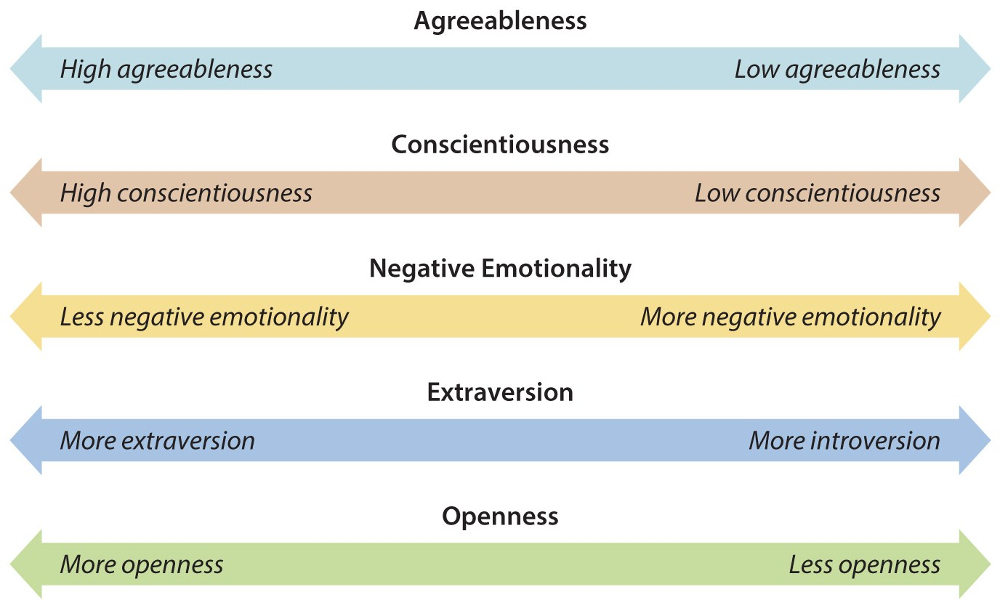 Agreeableness
High agreeableness Low agreeableness
Conscientiousness
High conscientiousness Low conscientiousness
Negative Emotionality
Less negative emotionality More negative emotionality
Extraversion
More extraversion More introversion
Openness
More openness Less openness